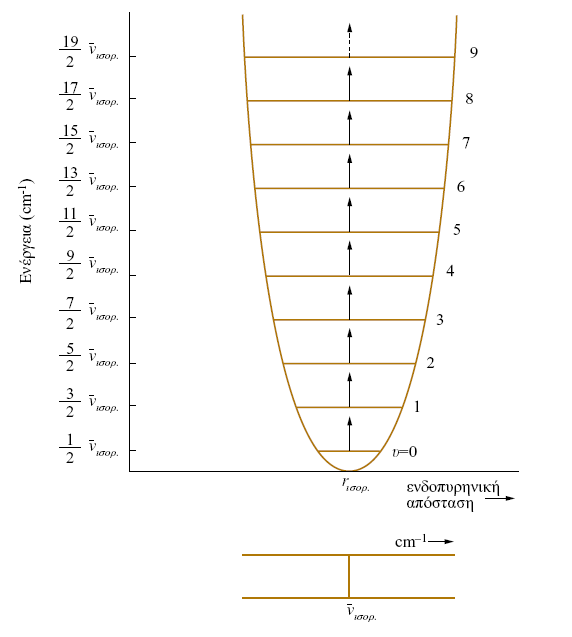 19/2 ν̄ισορ. 9
17/2 ν̄ισορ. 8
15/2 ν̄ισορ. 7
13/2 ν̄ισορ. 6
11/2 ν̄ισορ. 5
9/2 ν̄ισορ. 4
7/2 ν̄ισορ. 3
5/2 ν̄ισορ. 2
3/2 ν̄ισορ. 1
1/2 ν̄ισορ. υ=0
Ενέργεια (cm-1)
rισορ.
ενδοπυρηνική
απόσταση
cm–1
ν̄ισορ.